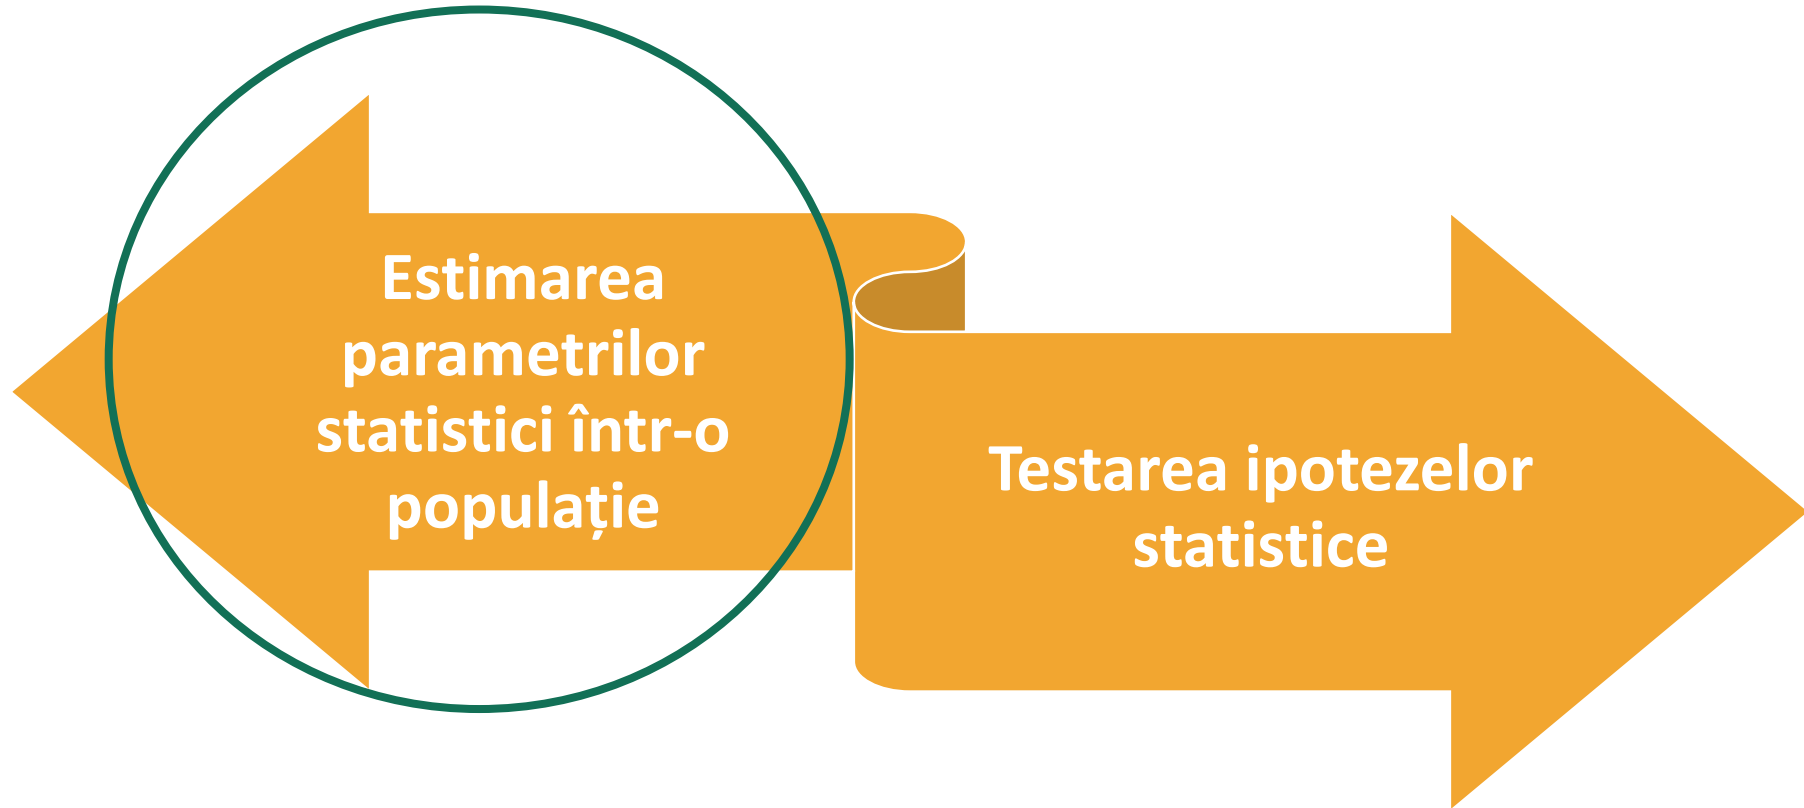 Estimarea
parametrilor
statistici într-o
populație
Testarea ipotezelor
statistice